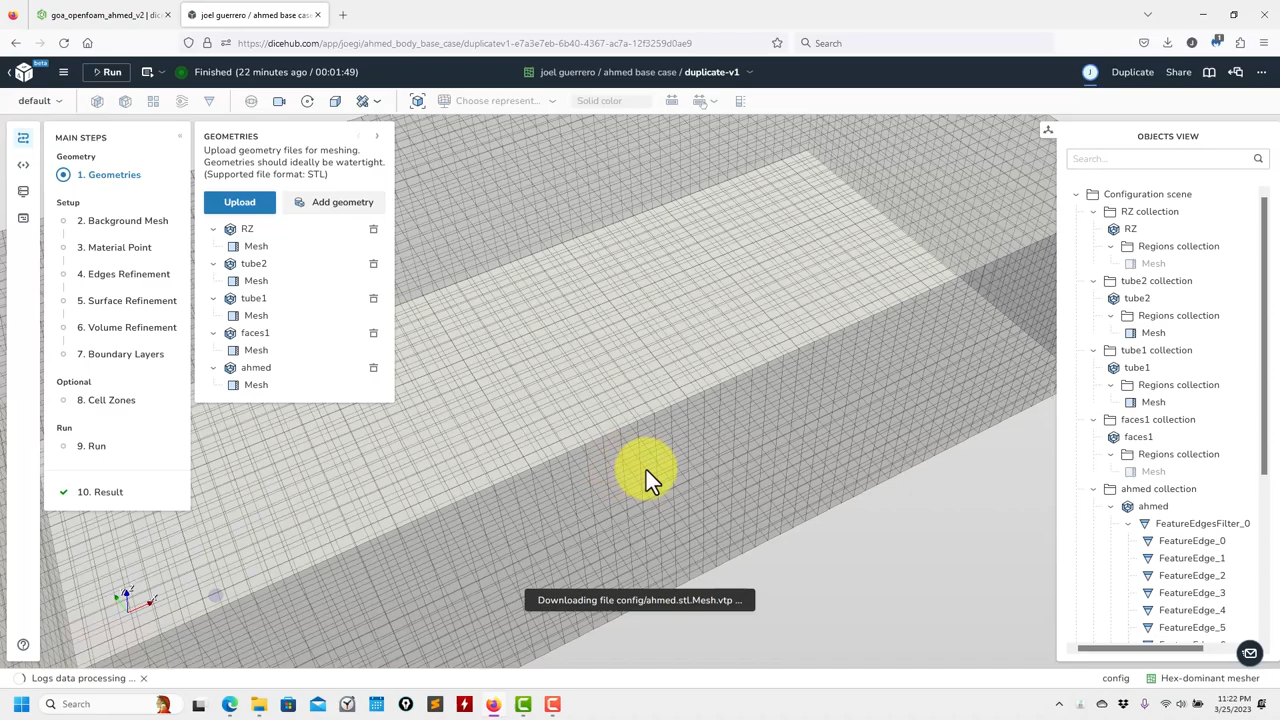 goa_openfoam_ahmed_v2 | dice
joel guerrero / ahmed base cas
https://dicehub.com/app/joegi/ahmed_body_base_case/duplicatev1/e7a3e7eb-6b40-4367-ac7a-12f3259d0ae9
Search
beta
Run
Finished (22 minutes ago / 00:01:49)
joel guerrero / ahmed base case / duplicate-v1
J
Duplicate
Share
default
Choose represent...
Solid color
MAIN STEPS
Geometry
1. Geometries
Setup
2. Background Mesh
3. Material Point
4. Edges Refinement
5. Surface Refinement
6. Volume Refinement
7. Boundary Layers
Optional
8. Cell Zones
Run
9. Run
10. Result
GEOMETRIES
Upload geometry files for meshing.
Geometries should ideally be watertight.
(Supported file format: STL)
Upload
Add geometry
RZ
Mesh
tube2
Mesh
tube1
Mesh
faces1
Mesh
ahmed
Mesh
Downloading file config/ahmed.stl.Mesh.vtp ...
OBJECTS VIEW
Search...
Configuration scene
RZ collection
RZ
Regions collection
Mesh
tube2 collection
tube2
Regions collection
Mesh
tube1 collection
tube1
Regions collection
Mesh
faces1 collection
faces1
Regions collection
Mesh
ahmed collection
ahmed
FeatureEdgesFilter_0
FeatureEdge_0
FeatureEdge_1
FeatureEdge_2
FeatureEdge_3
FeatureEdge_4
FeatureEdge_5
Logs data processing ...
config
Hex-dominant mesher
Search
11:22 PM
3/25/2023